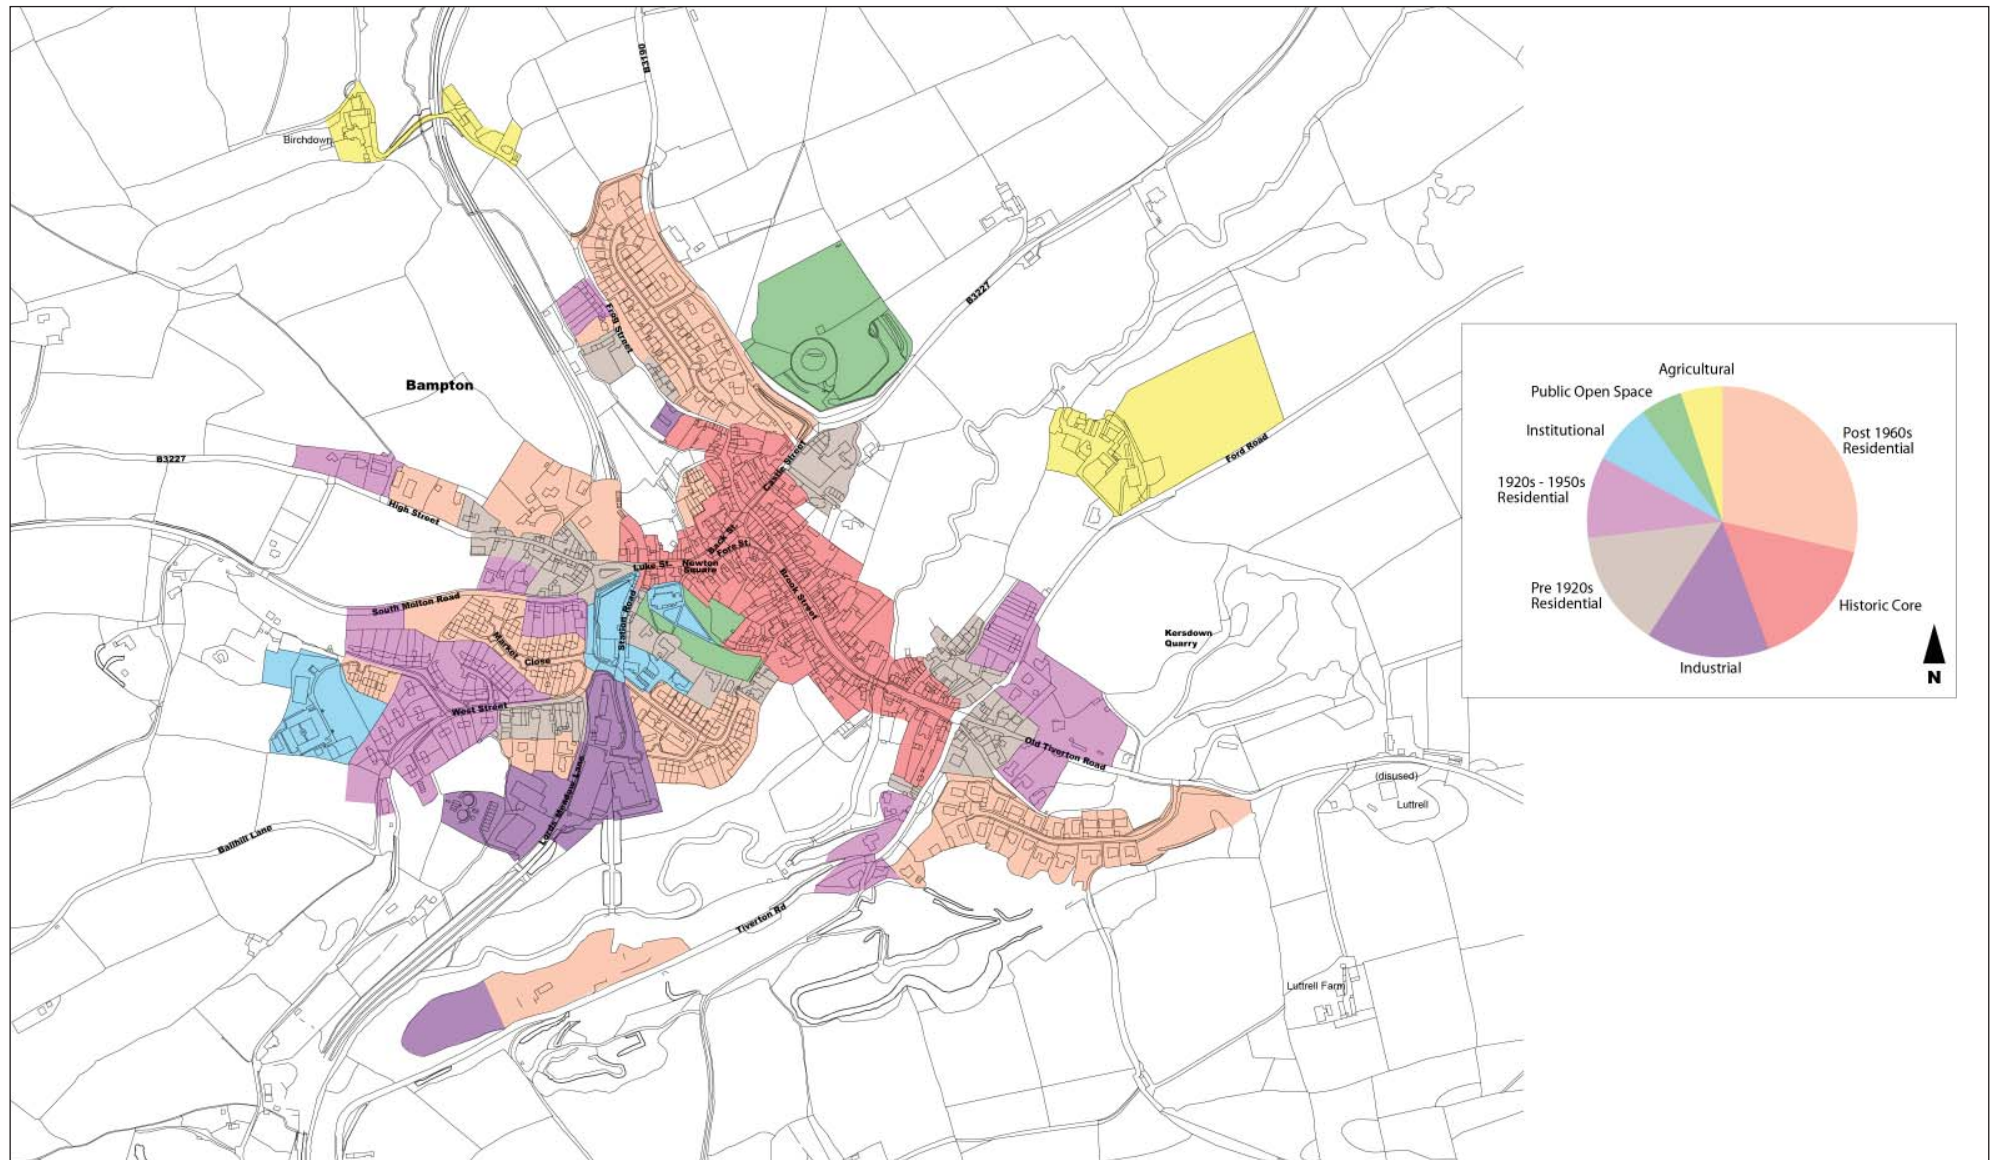 B3190
Birchdown
B3227
Frog Street
Bampton
Castle Street
B3227
Ford Road
High Street
Back St.
Fore St.
Luke St.
Newton
Square
Brook Street
South Molton Road
Station Road
Market
Close
West Street
Kersdown
Quarry
Old Tiverton Road
Lords Meadow Lane
(disused)
Luttrell
Ballhill Lane
Tiverton Rd
Luttrell Farm
Agricultural
Public Open Space
Institutional
1920s - 1950s
Residential
Pre 1920s
Residential
Industrial
Historic Core
Post 1960s
Residential
N